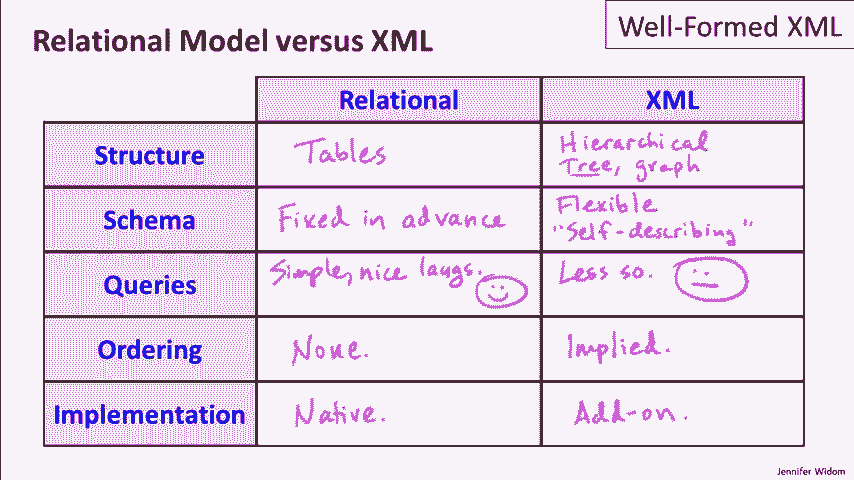 Relational Model versus XML
Well-Formed XML
Relational
XML
Structure
Tables
Hierarchical
Tree, graph
Schema
Fixed in advance
Flexible
"Self-describing"
Queries
Simple, nice langs.
Less so.
Ordering
None.
Implied.
Implementation
Native.
Add-on.
Jennifer Widom